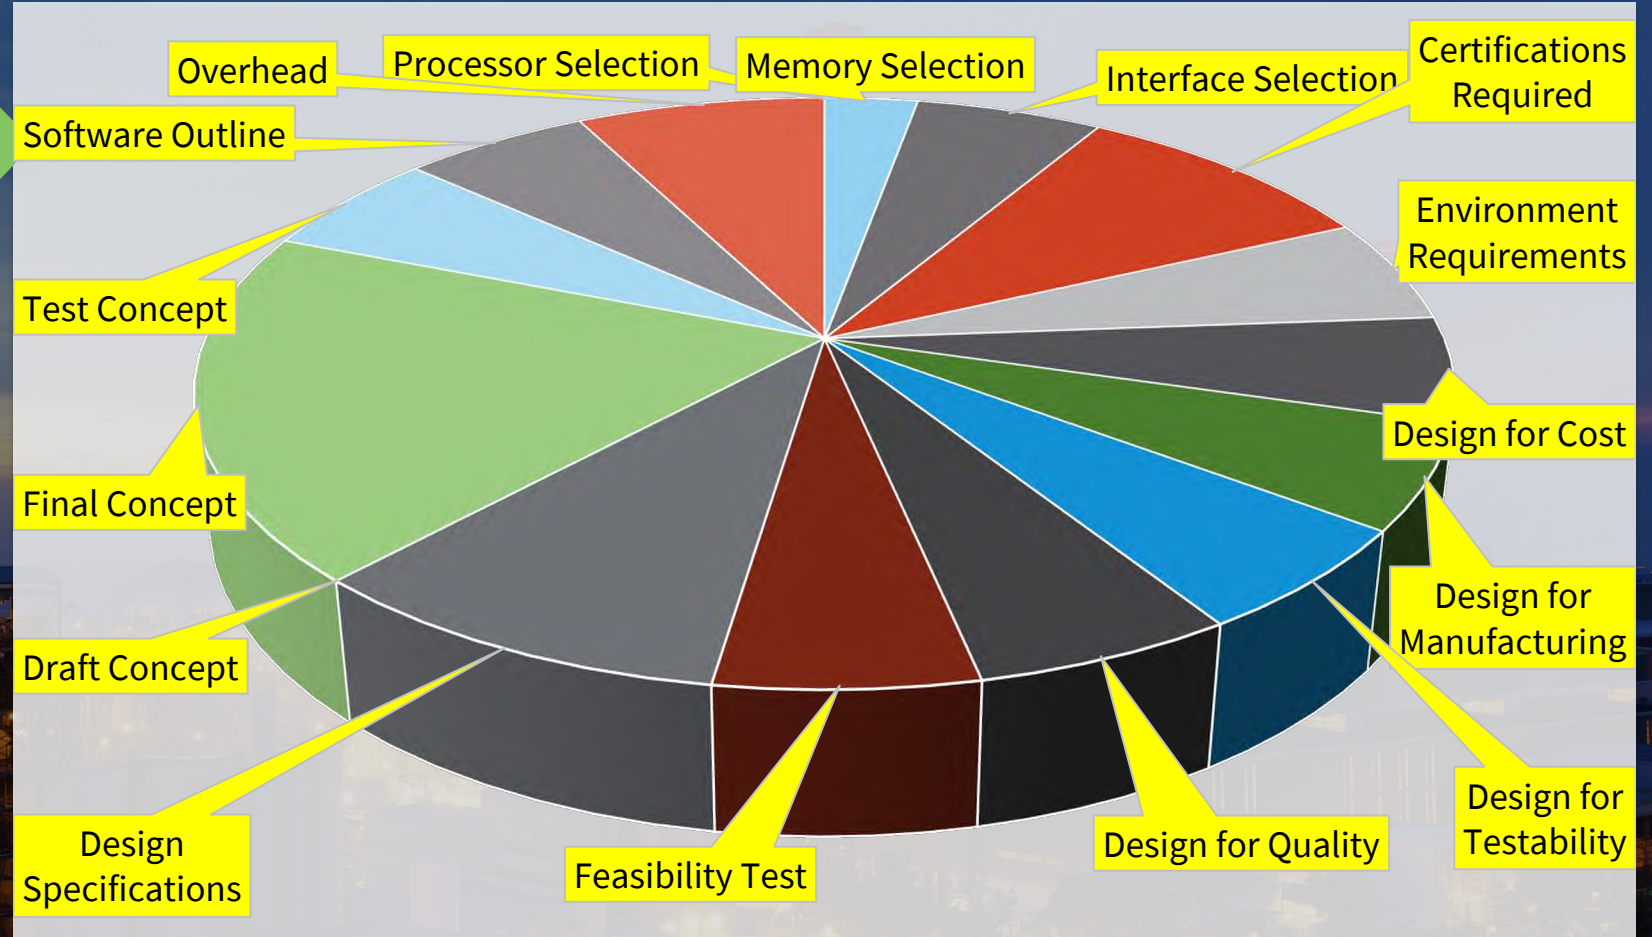 Overhead
Processor Selection
Memory Selection
Interface Selection
Certifications
Required
Software Outline
Environment
Requirements
Test Concept
Design for Cost
Final Concept
Design for
Manufacturing
Draft Concept
Design for
Testability
Design
Specifications
Feasibility Test
Design for Quality